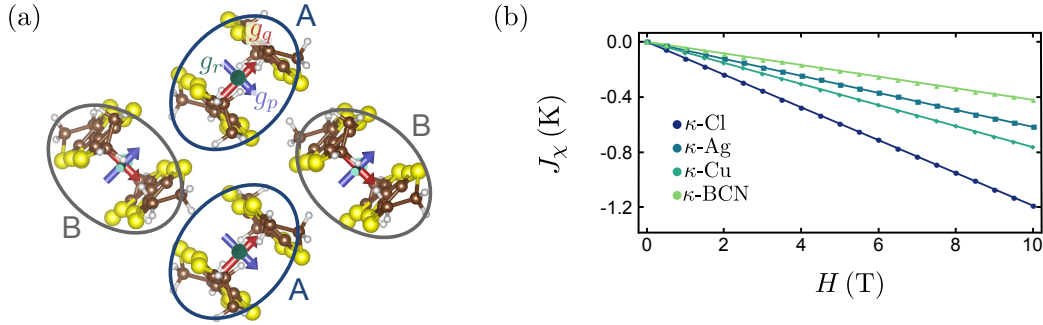 (a)
A
g_q
g_r
g_p
B
B
A
(b)
0.0
-0.4
-0.8
-1.2
J_χ (K)
κ-Cl
κ-Ag
κ-Cu
κ-BCN
0 2 4 6 8 10
H (T)